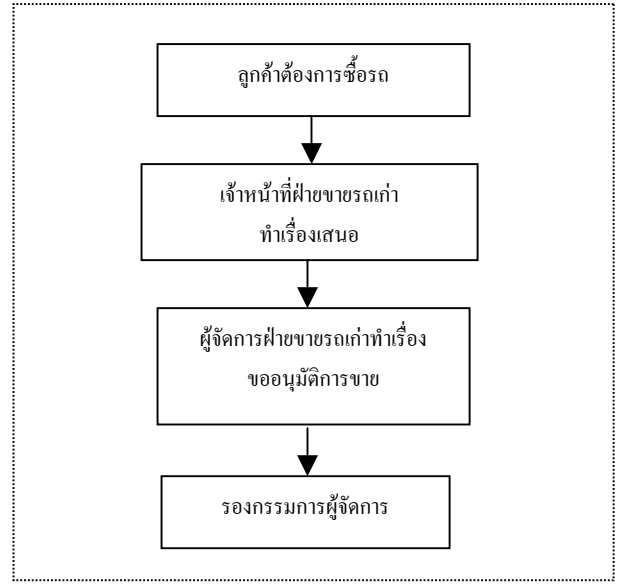 ลูกค้าต้องการซื้อรถ
เจ้าหน้าที่ฝ่ายขายรถเก่า
ทำเรื่องเสนอ
ผู้จัดการฝ่ายขายรถเก่าทำเรื่อง
ขออนุมัติการขาย
รองกรรมการผู้จัดการ